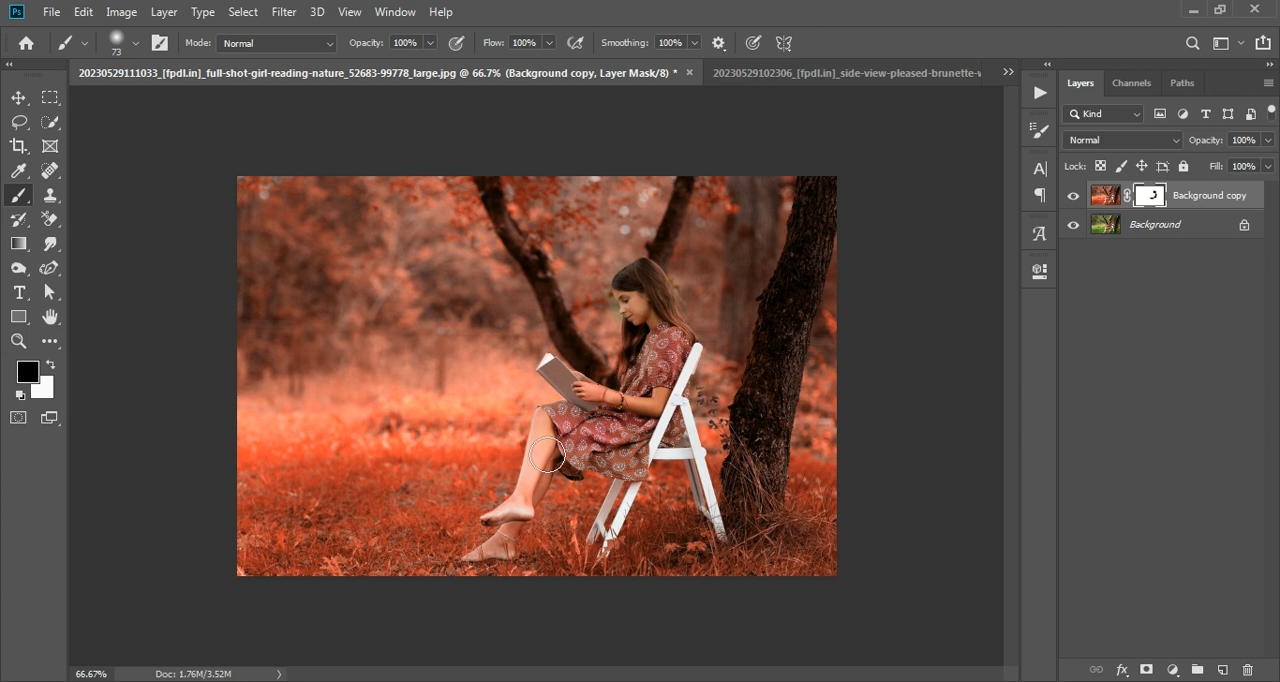 Ps File Edit Image Layer Type Select Filter 3D View Window Help
73 Mode: Normal Opacity: 100% Flow: 100% Smoothing: 100%
20230529111033_[fpdl.in]_full-shot-girl-reading-nature_52683-99778_large.jpg @ 66.7% (Background copy, Layer Mask/8) *
20230529102306_[fpdl.in]_side-view-pleased-brunette-w
Layers Channels Paths
Kind
Normal Opacity: 100%
Lock: Fill: 100%
Background copy
Background
66.67% Doc: 1.76M/3.52M